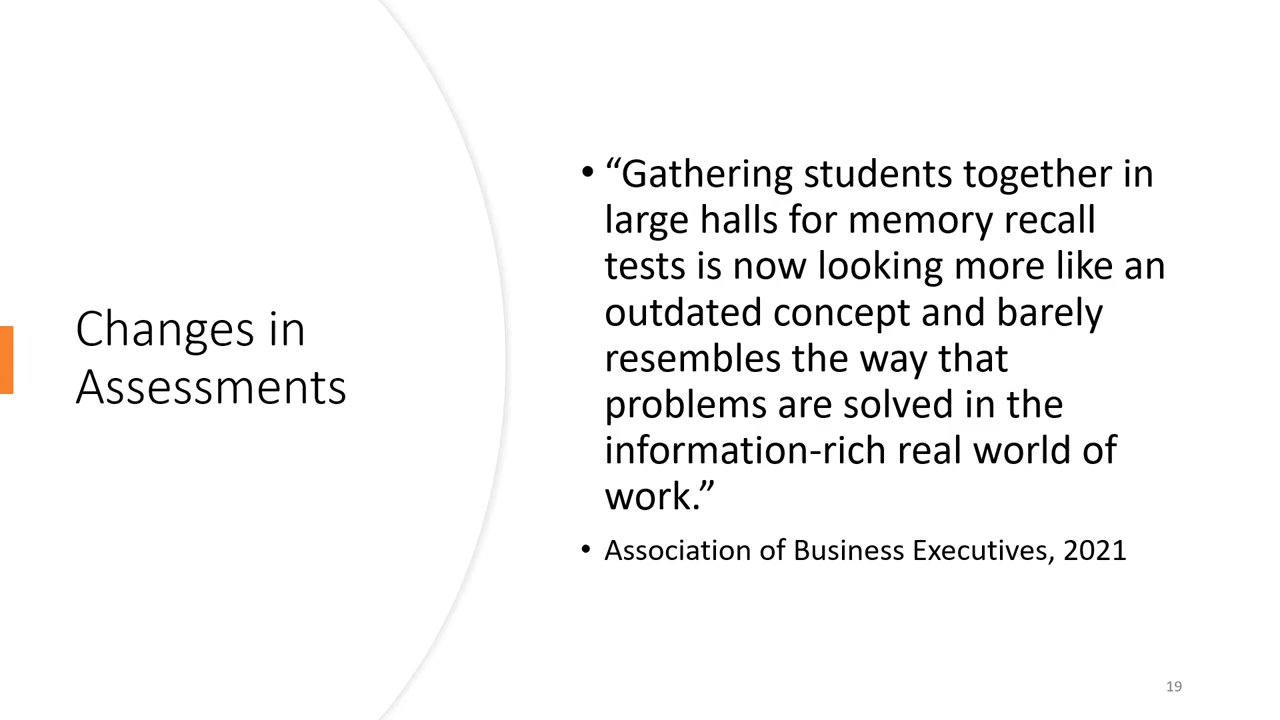 Changes in
Assessments
• “Gathering students together in
large halls for memory recall
tests is now looking more like an
outdated concept and barely
resembles the way that
problems are solved in the
information-rich real world of
work.”
• Association of Business Executives, 2021
19